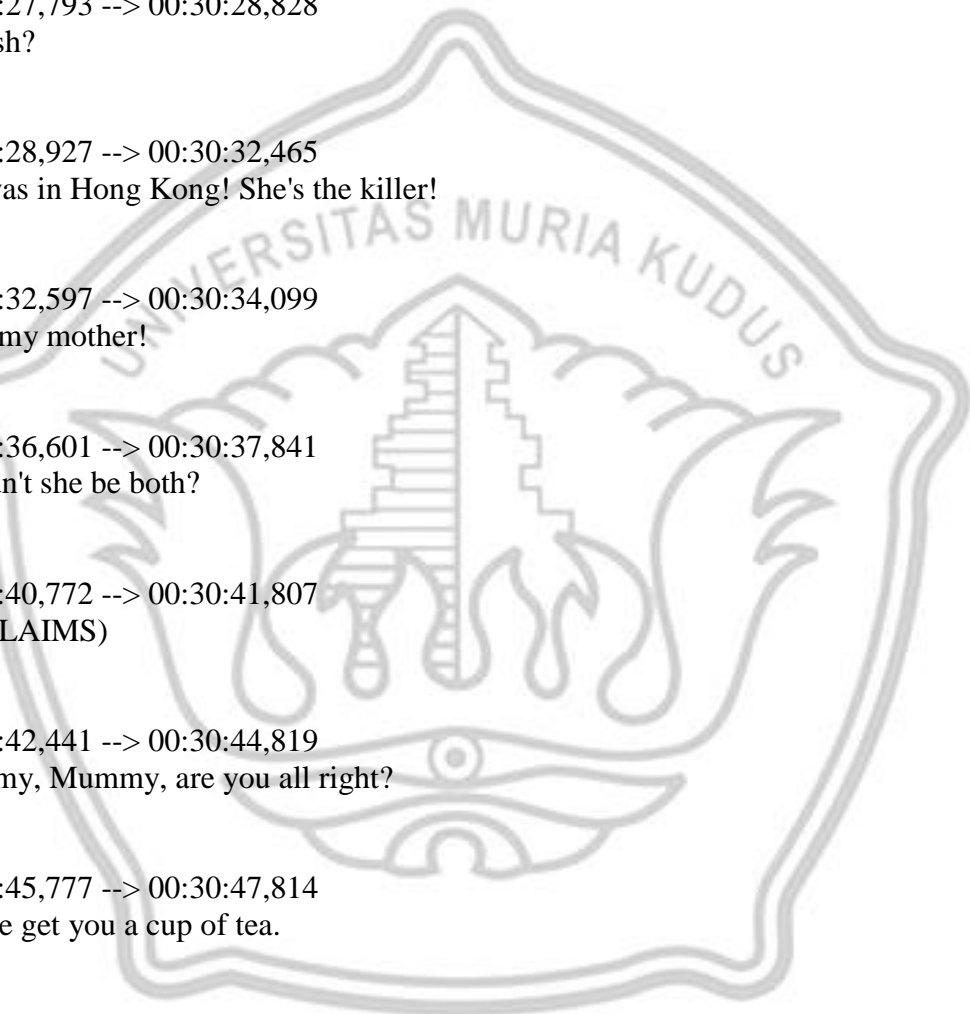 :27,793 --> 00:30:28,828
sh?
:28,927 --> 00:30:32,465
was in Hong Kong! She's the killer!
UNIVERSITAS MURIA KUDUS
:32,597 --> 00:30:34,099
my mother!
:36,601 --> 00:30:37,841
n't she be both?
:40,772 --> 00:30:41,807
LAIMS)
:42,441 --> 00:30:44,819
my, Mummy, are you all right?
:45,777 --> 00:30:47,814
e get you a cup of tea.